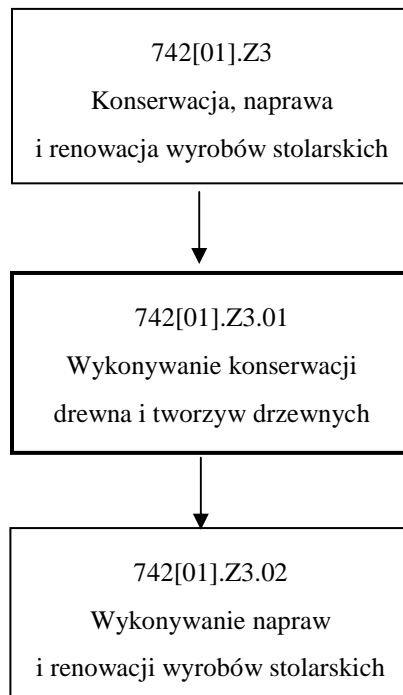 742[01].Z3
Konserwacja, naprawa
i renowacja wyrobów stolarskich
742[01].Z3.01
Wykonywanie konserwacji
drewna i tworzyw drzewnych
742[01].Z3.02
Wykonywanie napraw
i renowacji wyrobów stolarskich